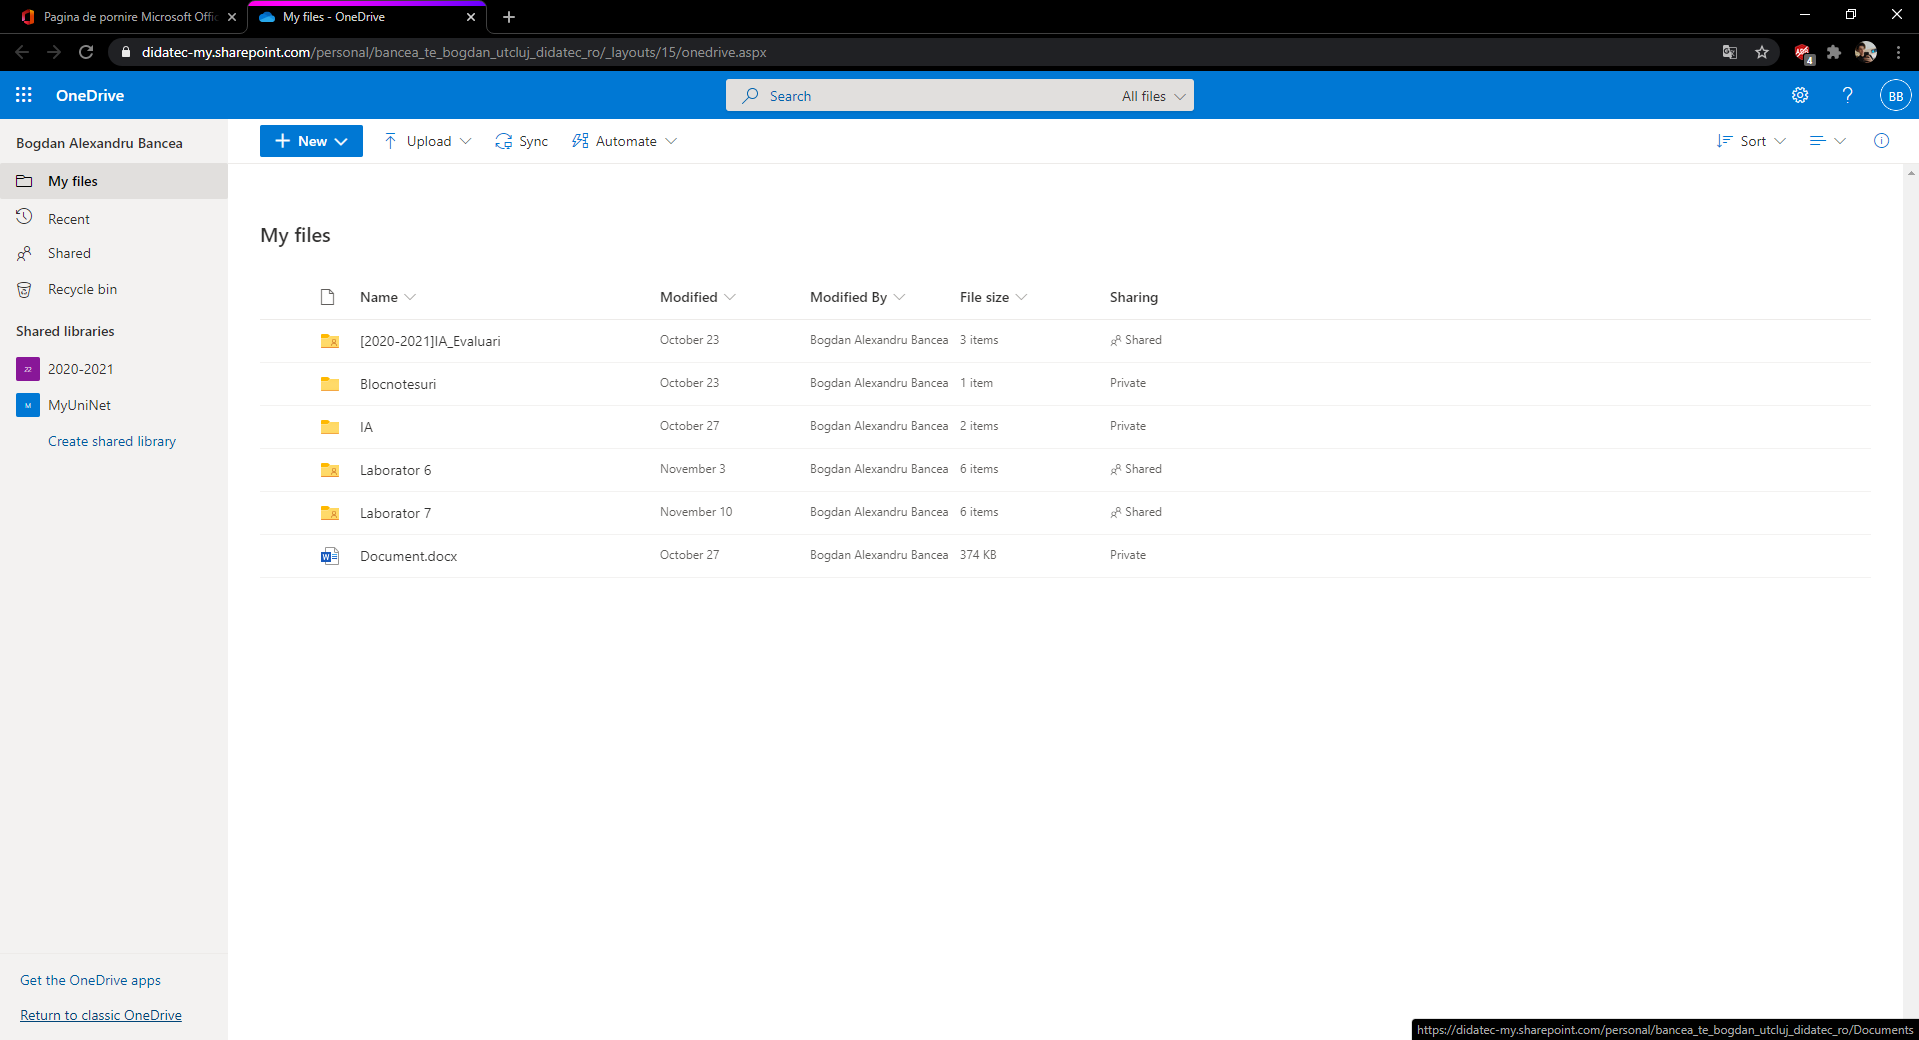 Pagina de pornire Microsoft Offic
My files - OneDrive
didatec-my.sharepoint.com/personal/bancea_te_bogdan_utcluj_didatec_ro/_layouts/15/onedrive.aspx
4
OneDrive
Search
All files
?
BB
Bogdan Alexandru Bancea
New
Upload
Sync
Automate
Sort
My files
Recent
Shared
Recycle bin
Shared libraries
22
2020-2021
M
MyUniNet
Create shared library
My files
Name
Modified
Modified By
File size
Sharing
[2020-2021]IA_Evaluari
October 23
Bogdan Alexandru Bancea
3 items
Shared
Blocnotesuri
October 23
Bogdan Alexandru Bancea
1 item
Private
IA
October 27
Bogdan Alexandru Bancea
2 items
Private
Laborator 6
November 3
Bogdan Alexandru Bancea
6 items
Shared
Laborator 7
November 10
Bogdan Alexandru Bancea
6 items
Shared
Document.docx
October 27
Bogdan Alexandru Bancea
374 KB
Private
Get the OneDrive apps
Return to classic OneDrive
https://didatec-my.sharepoint.com/personal/bancea_te_bogdan_utcluj_didatec_ro/Documents